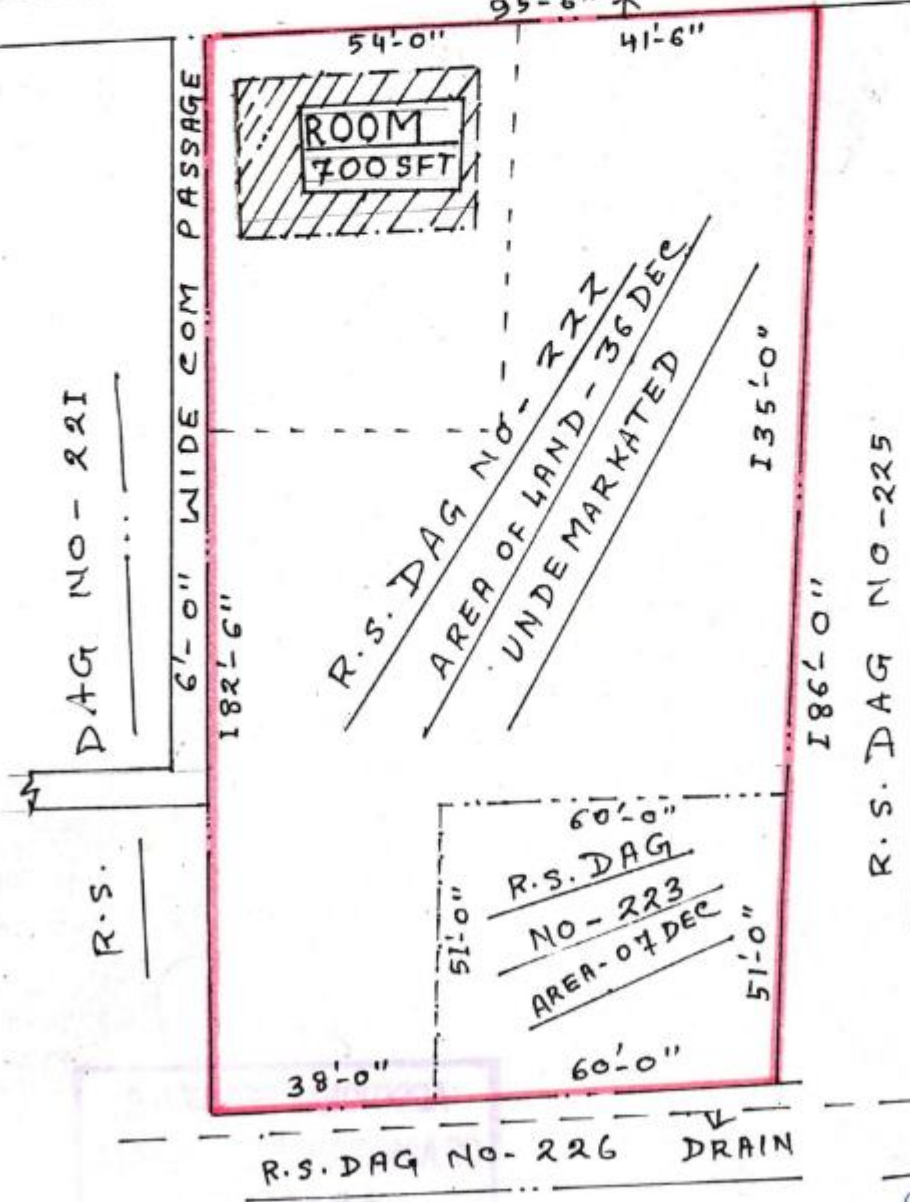 95'-6"
54'-0"
41'-6"
ROOM
700 SFT
6'-0" WIDE COM PASSAGE
R.S. DAG NO-221
182'-6"
R.S. DAG NO-222
AREA OF LAND-36 DEC
UNDEMARKATED
135'-0"
186'-0"
R.S. DAG NO-225
60'-0"
R.S. DAG
NO-223
AREA-07 DEC
51'-0"
51'-0"
38'-0"
60'-0"
R.S. DAG NO-226 DRAIN